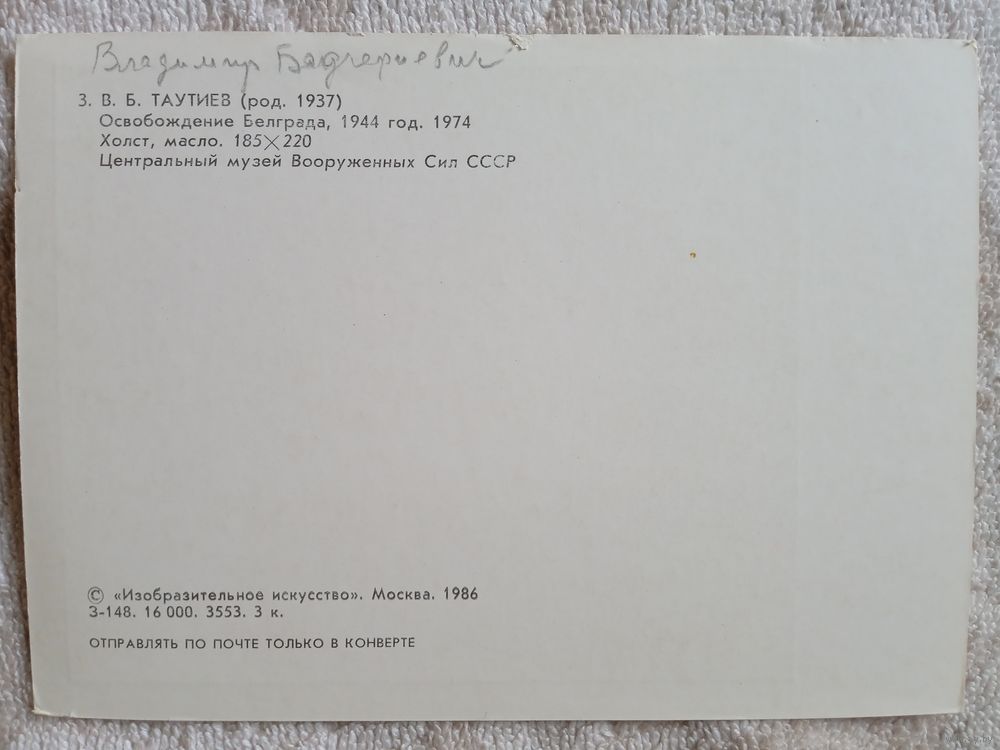 Владимир
3. В. Б. ТАУТИЕВ (род. 1937)
Освобождение Белграда, 1944 год. 1974
Холст, масло. 185×220
Центральный музей Вооруженных Сил СССР
© «Изобразительное искусство». Москва. 1986
3-148. 16 000. 3553. 3 к.
ОТПРАВЛЯТЬ ПО ПОЧТЕ ТОЛЬКО В КОНВЕРТЕ